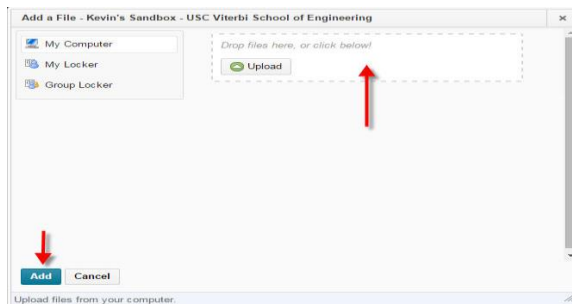 Add a File - Kevin's Sandbox - USC Viterbi School of Engineering
My Computer
My Locker
Group Locker
Drop files here, or click below!
Upload
Add Cancel
Upload files from your computer.